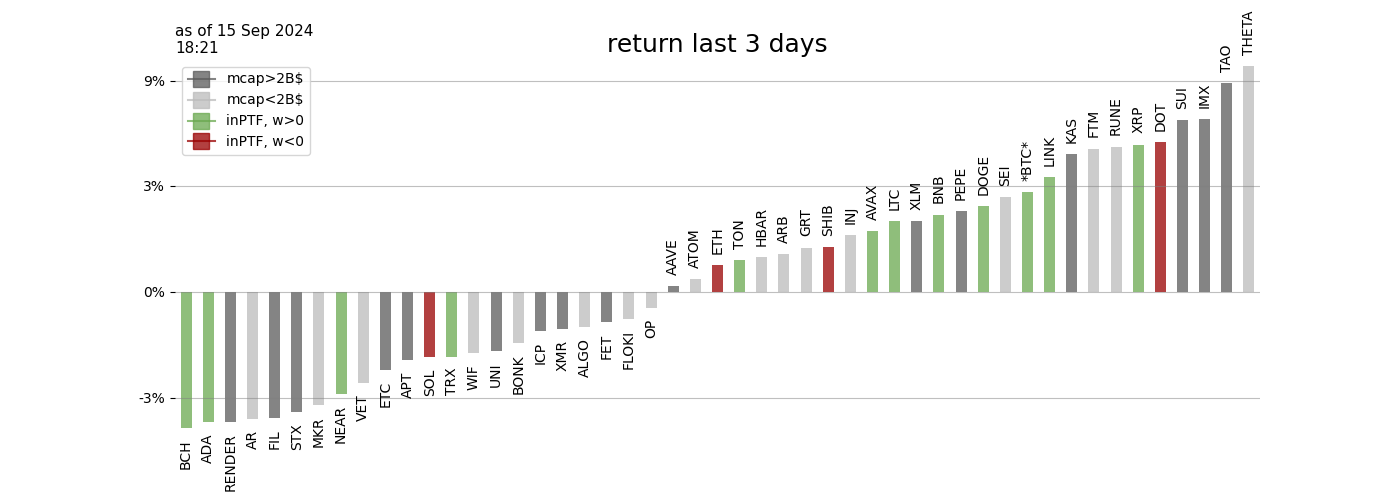 as of 15 Sep 2024
18:21
return last 3 days
mcap>2B$
mcap<2B$
inPTF, w>0
inPTF, w<0
9%
3%
0%
-3%
BCH
ADA
RENDER
AR
FIL
STX
MKR
NEAR
VET
ETC
APT
SOL
TRX
WIF
UNI
BONK
ICP
XMR
ALGO
FET
FLOKI
OP
AAVE
ATOM
ETH
TON
HBAR
ARB
GRT
SHIB
INJ
AVAX
LTC
XLM
BNB
PEPE
DOGE
SEI
*BTC*
LINK
KAS
FTM
RUNE
XRP
DOT
SUI
IMX
TAO
THETA